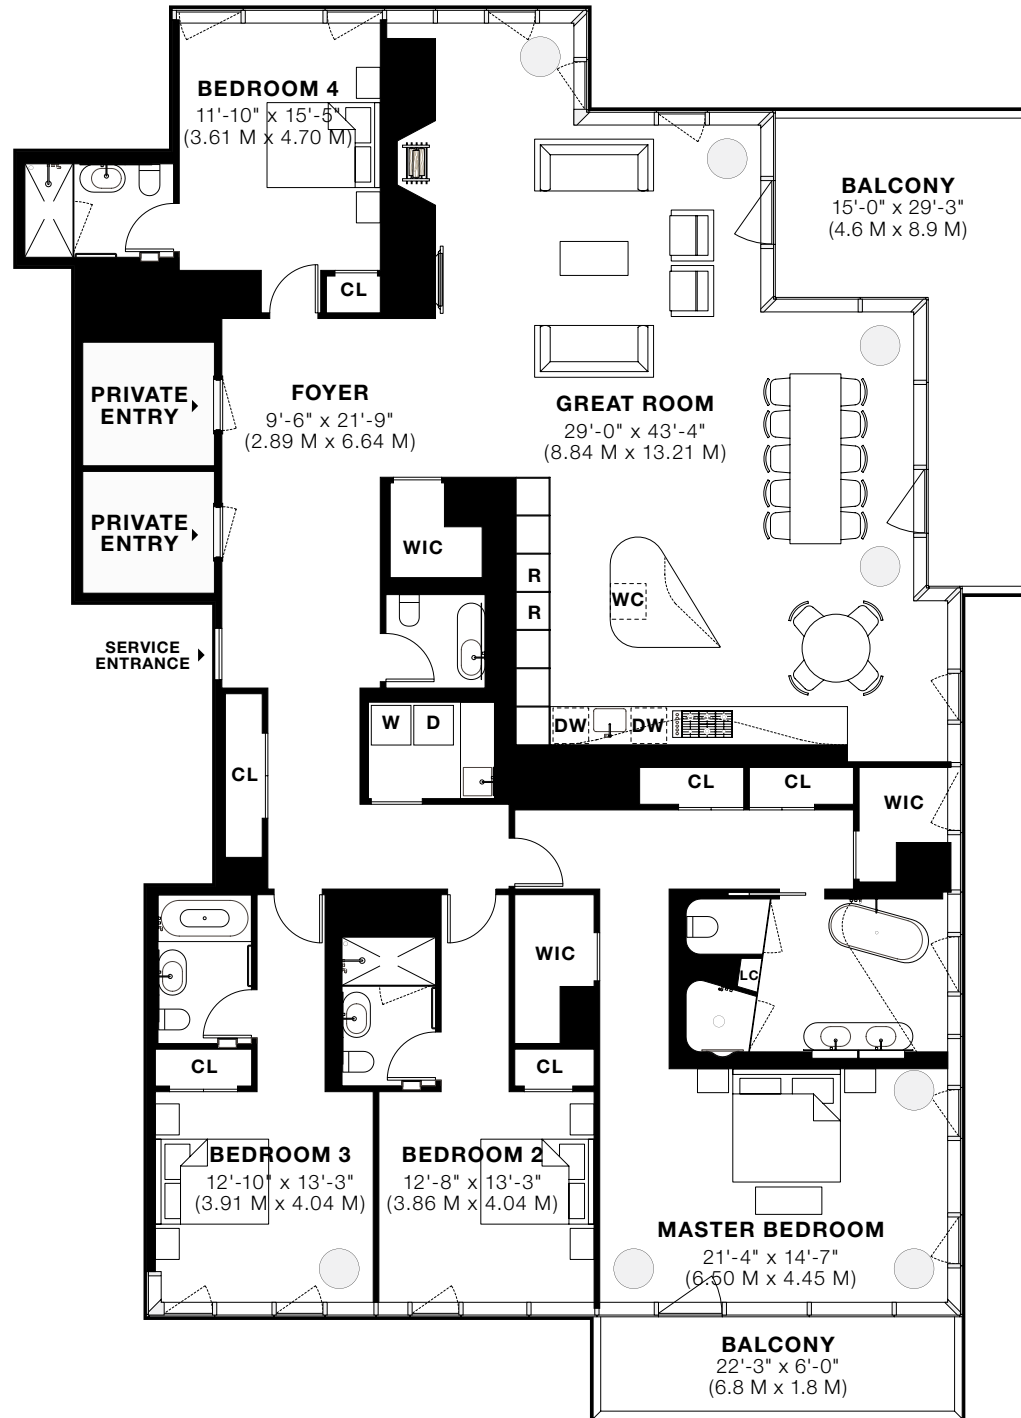 BEDROOM 4
11'-10" x 15'-5"
(3.61 M x 4.70 M)
BALCONY
15'-0" x 29'-3"
(4.6 M x 8.9 M)
CL
PRIVATE
ENTRY
FOYER
9'-6" x 21'-9"
(2.89 M x 6.64 M)
GREAT ROOM
29'-0" x 43'-4"
(8.84 M x 13.21 M)
PRIVATE
ENTRY
WIC
R
R
WC
SERVICE
ENTRANCE
W
D
DW
DW
CL
CL
CL
WIC
WIC
LC
CL
CL
BEDROOM 3
12'-10" x 13'-3"
(3.91 M x 4.04 M)
BEDROOM 2
12'-8" x 13'-3"
(3.86 M x 4.04 M)
MASTER BEDROOM
21'-4" x 14'-7"
(6.50 M x 4.45 M)
BALCONY
22'-3" x 6'-0"
(6.8 M x 1.8 M)